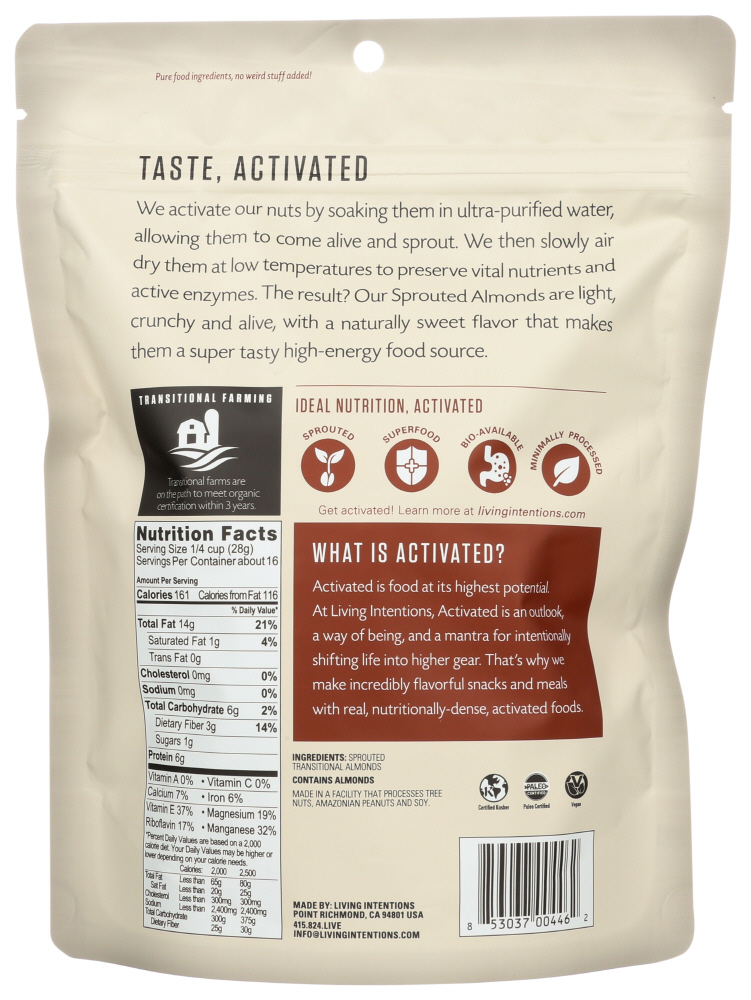 Pure food ingredients, no weird stuff added!
TASTE, ACTIVATED
We activate our nuts by soaking them in ultra-purified water,
allowing them to come alive and sprout. We then slowly air
dry them at low temperatures to preserve vital nutrients and
active enzymes. The result? Our Sprouted Almonds are light,
crunchy and alive, with a naturally sweet flavor that makes
them a super tasty high-energy food source.
TRANSITIONAL FARMING
Transitional farms are
on the path to meet organic
certification within 3 years.
IDEAL NUTRITION, ACTIVATED
SPROUTED
SUPERFOOD
BIO-AVAILABLE
MINIMALLY PROCESSED
Get activated! Learn more at livingintentions.com
Nutrition Facts
Serving Size 1/4 cup (28g)
Servings Per Container about 16
Amount Per Serving
Calories 161 Calories from Fat 116
% Daily Value*
Total Fat 14g 21%
Saturated Fat 1g 4%
Trans Fat 0g
Cholesterol 0mg 0%
Sodium 0mg 0%
Total Carbohydrate 6g 2%
Dietary Fiber 3g 14%
Sugars 1g
Protein 6g
Vitamin A 0% • Vitamin C 0%
Calcium 7% • Iron 6%
Vitamin E 37% • Magnesium 19%
Riboflavin 17% • Manganese 32%
*Percent Daily Values are based on a 2,000
calorie diet. Your Daily Values may be higher or
lower depending on your calorie needs.
Calories: 2,000 2,500
Total Fat Less than 65g 80g
Sat Fat Less than 20g 25g
Cholesterol Less than 300mg 300mg
Sodium Less than 2,400mg 2,400mg
Total Carbohydrate 300g 375g
Dietary Fiber 25g 30g
WHAT IS ACTIVATED?
Activated is food at its highest potential.
At Living Intentions, Activated is an outlook,
a way of being, and a mantra for intentionally
shifting life into higher gear. That's why we
make incredibly flavorful snacks and meals
with real, nutritionally-dense, activated foods.
INGREDIENTS: SPROUTED
TRANSITIONAL ALMONDS
CONTAINS ALMONDS
MADE IN A FACILITY THAT PROCESSES TREE
NUTS, AMAZONIAN PEANUTS AND SOY.
K
Certified Kosher
PALEO
CERTIFIED
Paleo Certified
V
Vegan
MADE BY: LIVING INTENTIONS
POINT RICHMOND, CA 94801 USA
415.824.LIVE
INFO@LIVINGINTENTIONS.COM
8 53037 00446 2